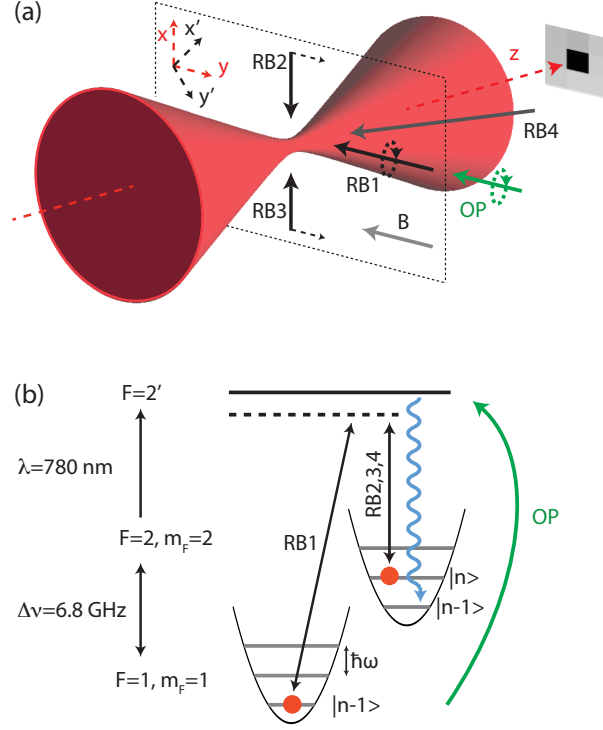 (a)
x
x'
y
y'
RB2
z
RB4
RB1
OP
RB3
B
(b)
F=2'
λ=780 nm
RB2,3,4
OP
F=2, mF=2
RB1
|n>
|n-1>
Δν=6.8 GHz
ħω
F=1, mF=1
|n-1>